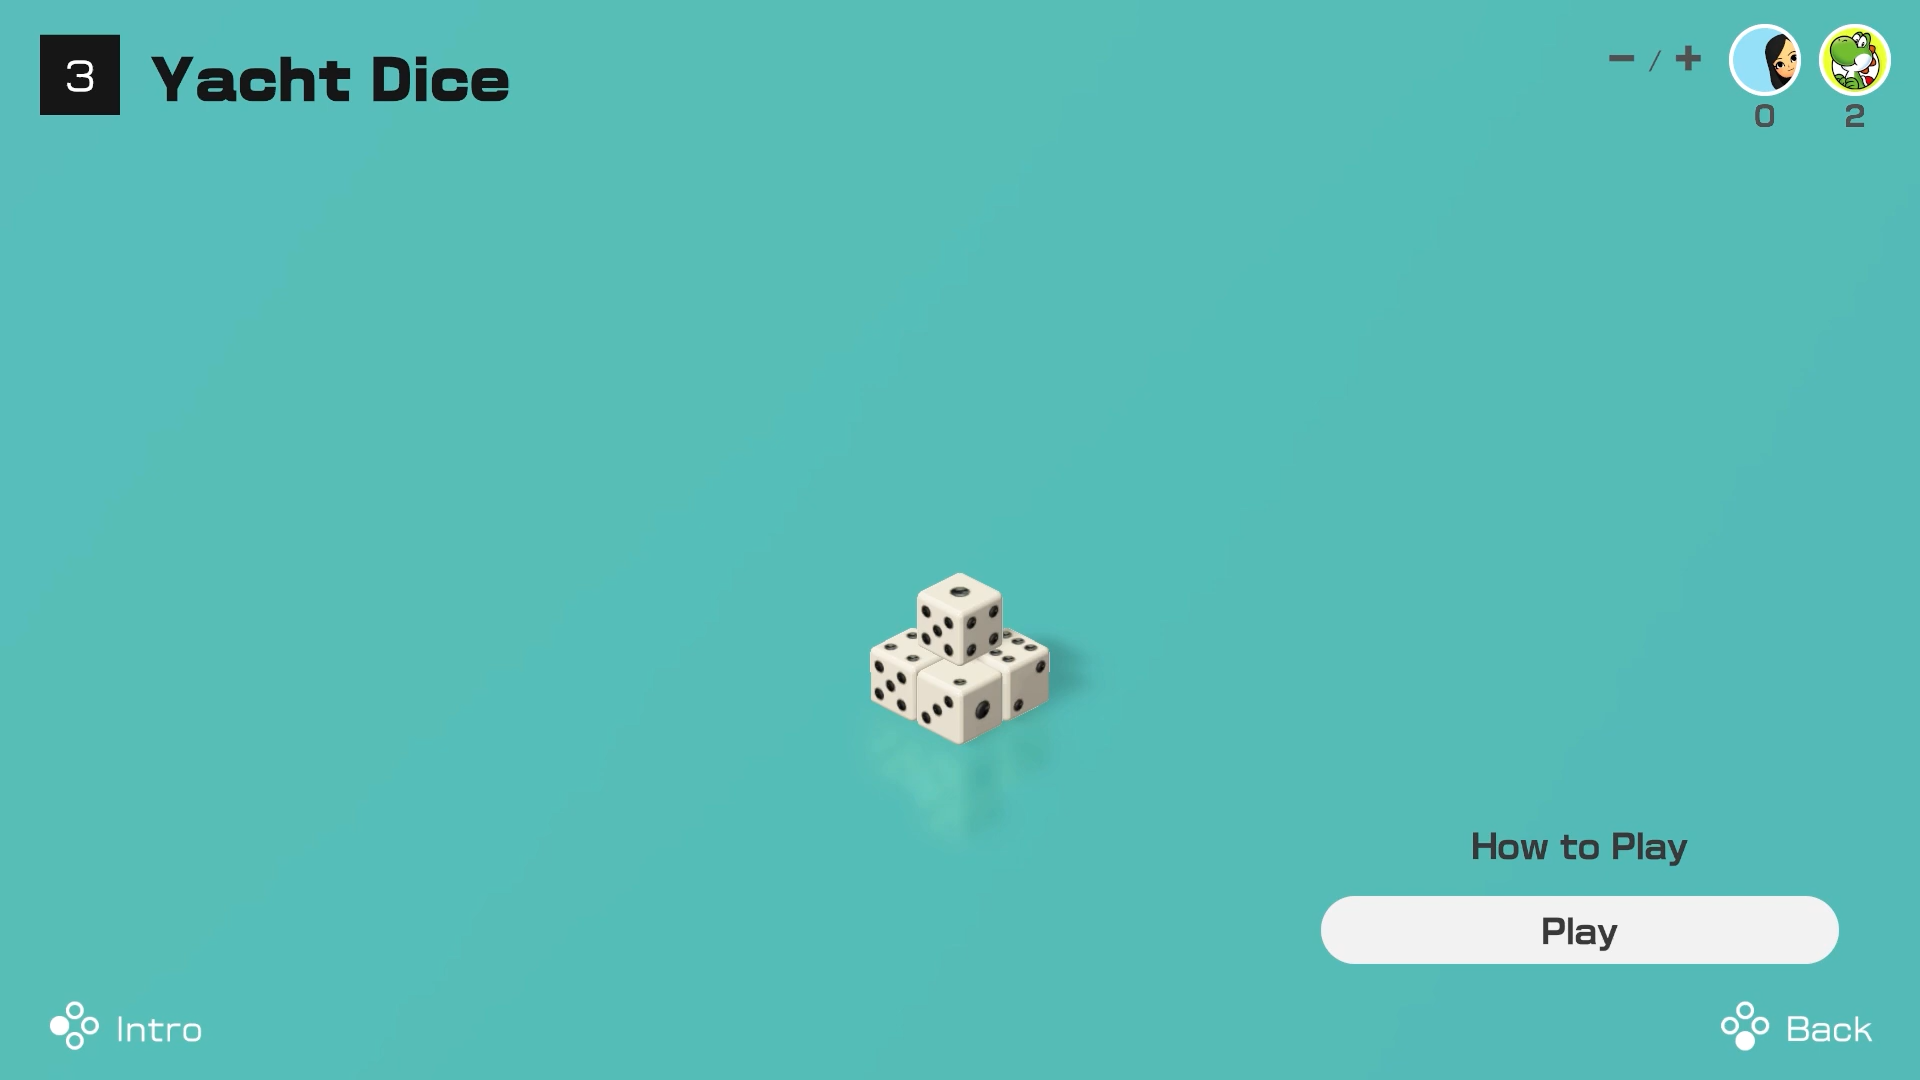 3 Yacht Dice
- / +
0 2
How to Play
Play
Intro
Back